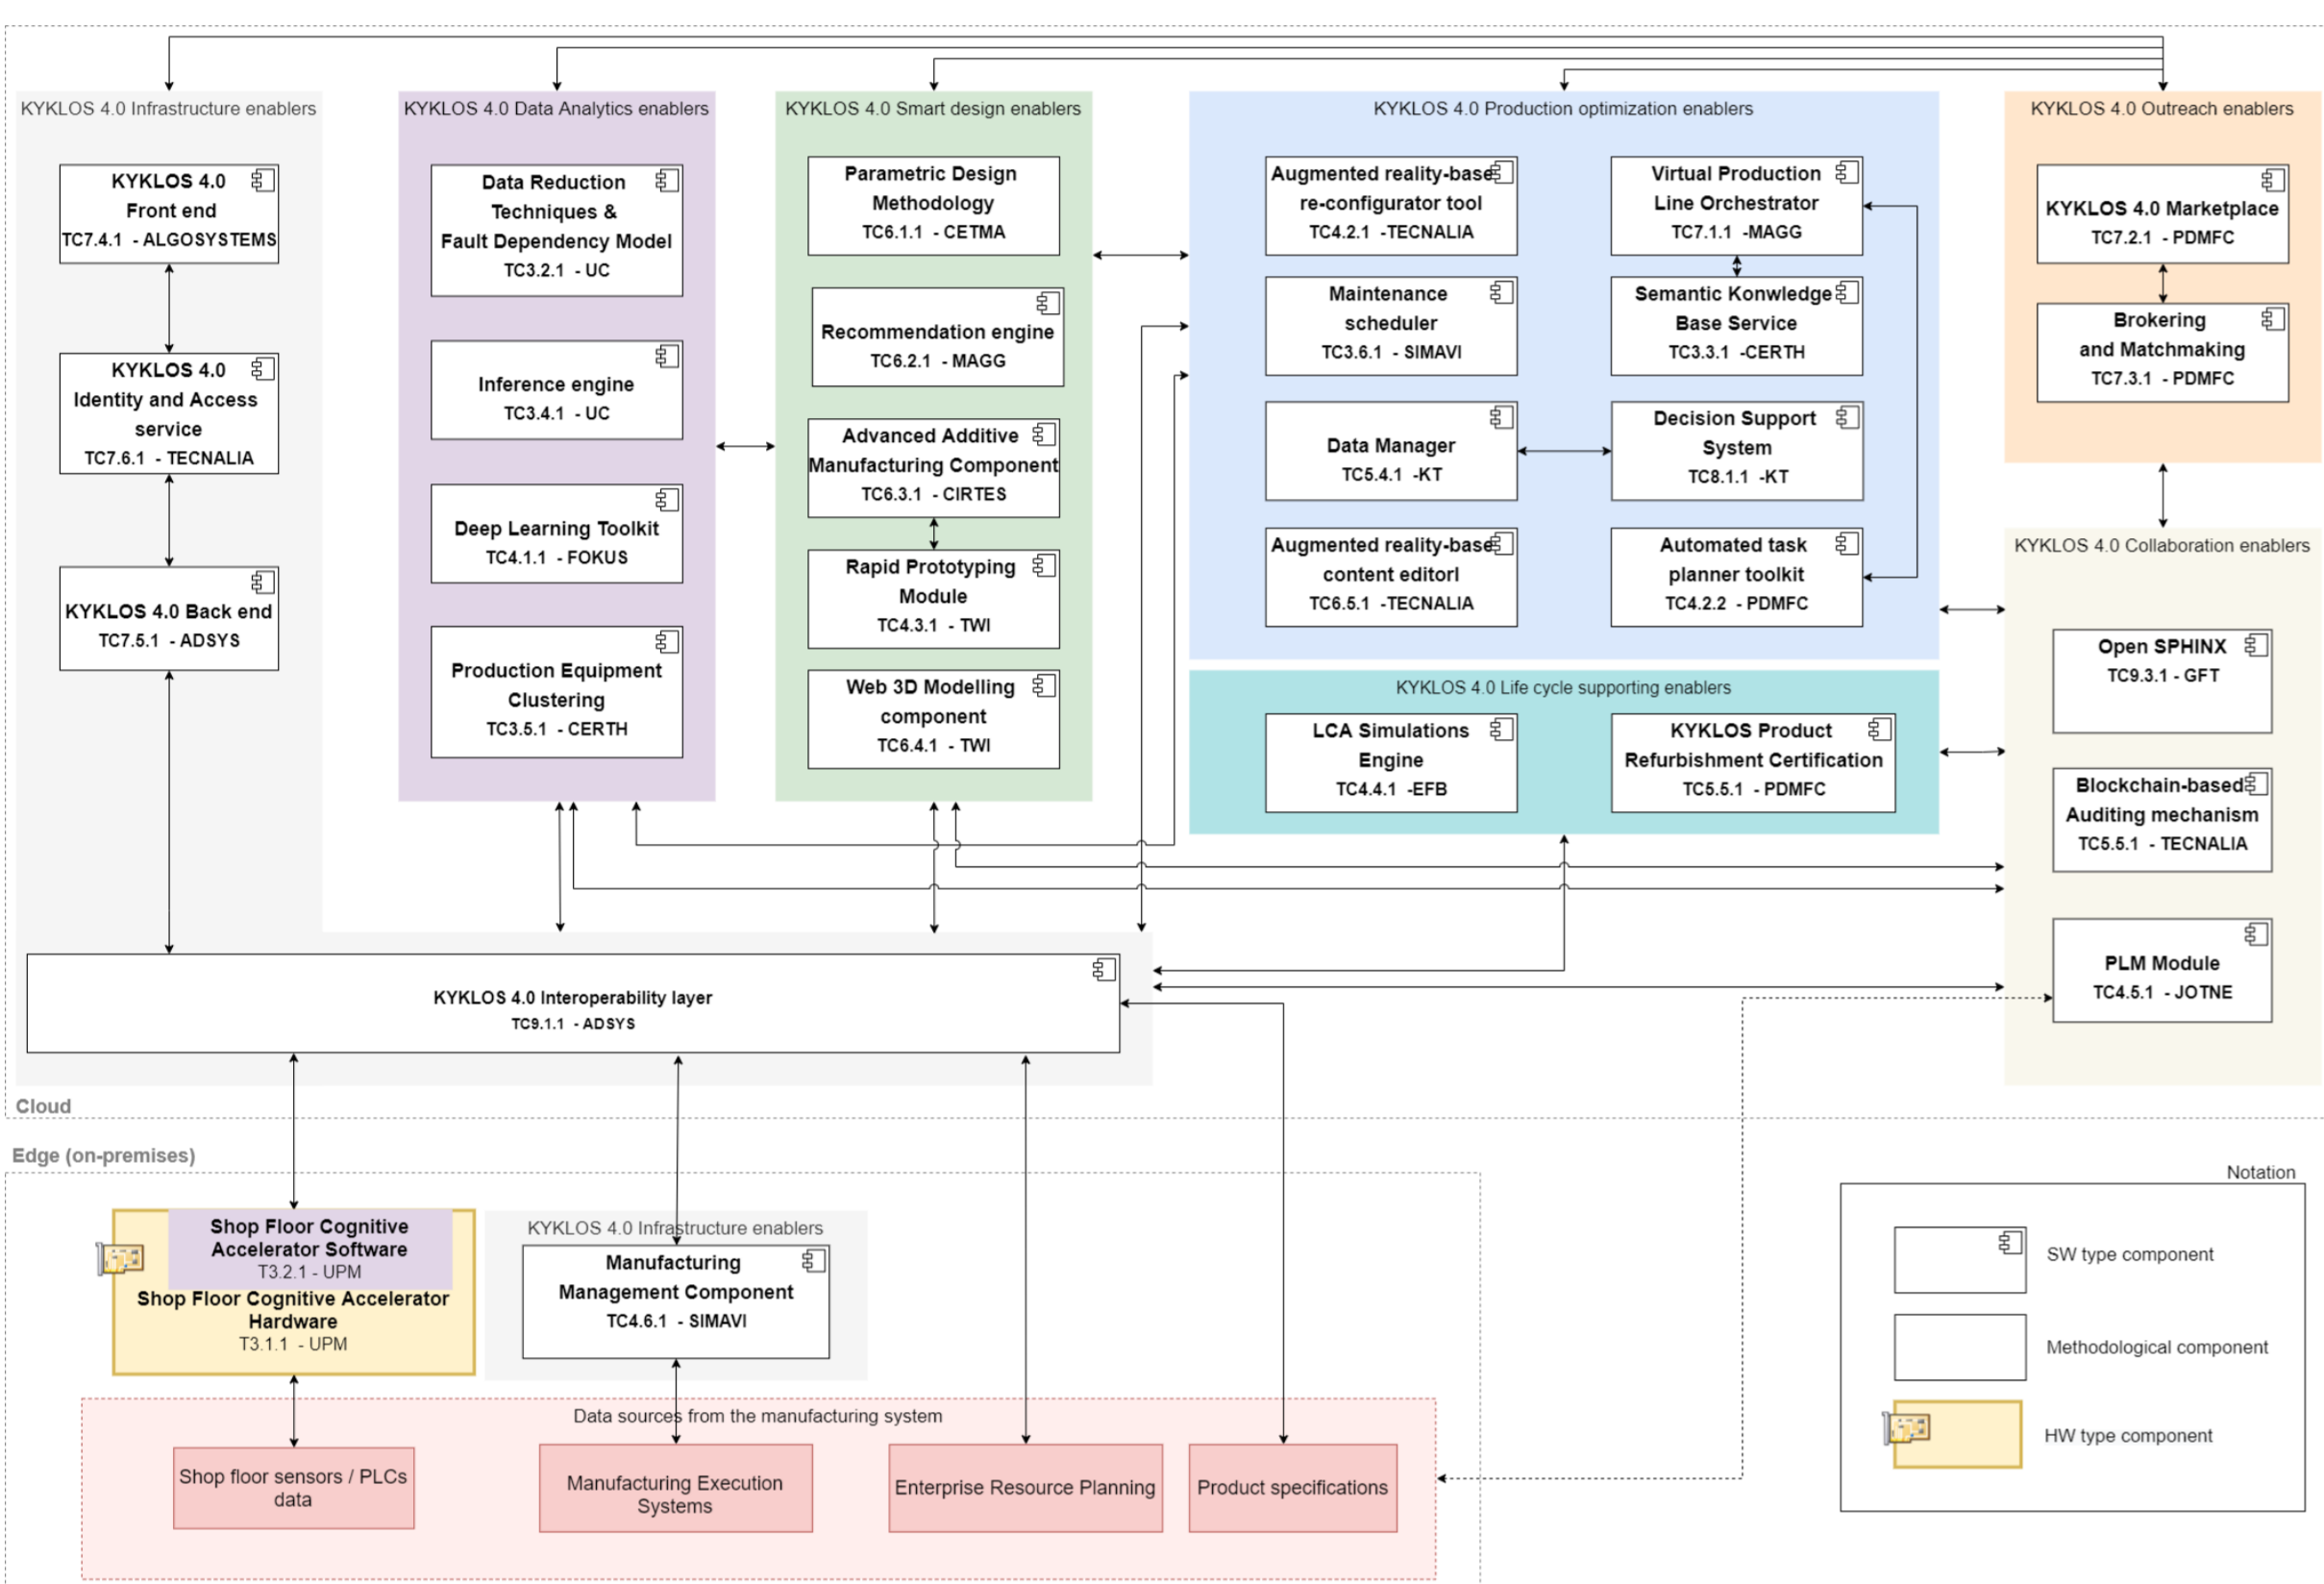 KYKLOS 4.0 Infrastructure enablers
KYKLOS 4.0
Front end
TC7.4.1 - ALGOSYSTEMS
KYKLOS 4.0
Identity and Access
service
TC7.6.1 - TECNALIA
KYKLOS 4.0 Back end
TC7.5.1 - ADSYS
KYKLOS 4.0 Data Analytics enablers
Data Reduction
Techniques &
Fault Dependency Model
TC3.2.1 - UC
Inference engine
TC3.4.1 - UC
Deep Learning Toolkit
TC4.1.1 - FOKUS
Production Equipment
Clustering
TC3.5.1 - CERTH
KYKLOS 4.0 Smart design enablers
Parametric Design
Methodology
TC6.1.1 - CETMA
Recommendation engine
TC6.2.1 - MAGG
Advanced Additive
Manufacturing Component
TC6.3.1 - CIRTES
Rapid Prototyping
Module
TC4.3.1 - TWI
Web 3D Modelling
component
TC6.4.1 - TWI
KYKLOS 4.0 Production optimization enablers
Augmented reality-base
re-configurator tool
TC4.2.1 -TECNALIA
Virtual Production
Line Orchestrator
TC7.1.1 -MAGG
Maintenance
scheduler
TC3.6.1 - SIMAVI
Semantic Konwledge
Base Service
TC3.3.1 -CERTH
Data Manager
TC5.4.1 -KT
Decision Support
System
TC8.1.1 -KT
Augmented reality-base
content editorl
TC6.5.1 -TECNALIA
Automated task
planner toolkit
TC4.2.2 - PDMFC
KYKLOS 4.0 Life cycle supporting enablers
LCA Simulations
Engine
TC4.4.1 -EFB
KYKLOS Product
Refurbishment Certification
TC5.5.1 - PDMFC
KYKLOS 4.0 Outreach enablers
KYKLOS 4.0 Marketplace
TC7.2.1 - PDMFC
Brokering
and Matchmaking
TC7.3.1 - PDMFC
KYKLOS 4.0 Collaboration enablers
Open SPHINX
TC9.3.1 - GFT
Blockchain-based
Auditing mechanism
TC5.5.1 - TECNALIA
PLM Module
TC4.5.1 - JOTNE
KYKLOS 4.0 Interoperability layer
TC9.1.1 - ADSYS
Cloud
Edge (on-premises)
Shop Floor Cognitive
Accelerator Software
T3.2.1 - UPM
Shop Floor Cognitive Accelerator
Hardware
T3.1.1 - UPM
KYKLOS 4.0 Infrastructure enablers
Manufacturing
Management Component
TC4.6.1 - SIMAVI
Data sources from the manufacturing system
Shop floor sensors / PLCs
data
Manufacturing Execution
Systems
Enterprise Resource Planning
Product specifications
Notation
SW type component
Methodological component
HW type component